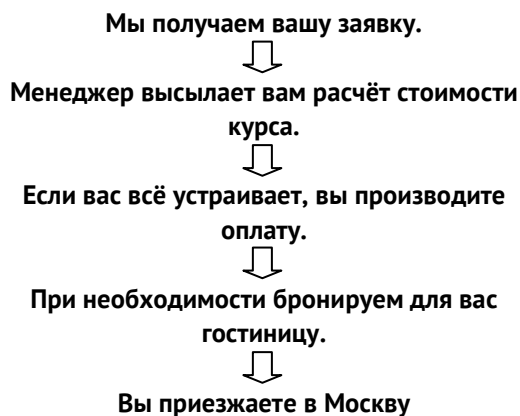 Мы получаем вашу заявку.
Менеджер высылает вам расчёт стоимости
курса.
Если вас всё устраивает, вы производите
оплату.
При необходимости бронируем для вас
гостиницу.
Вы приезжаете в Москву